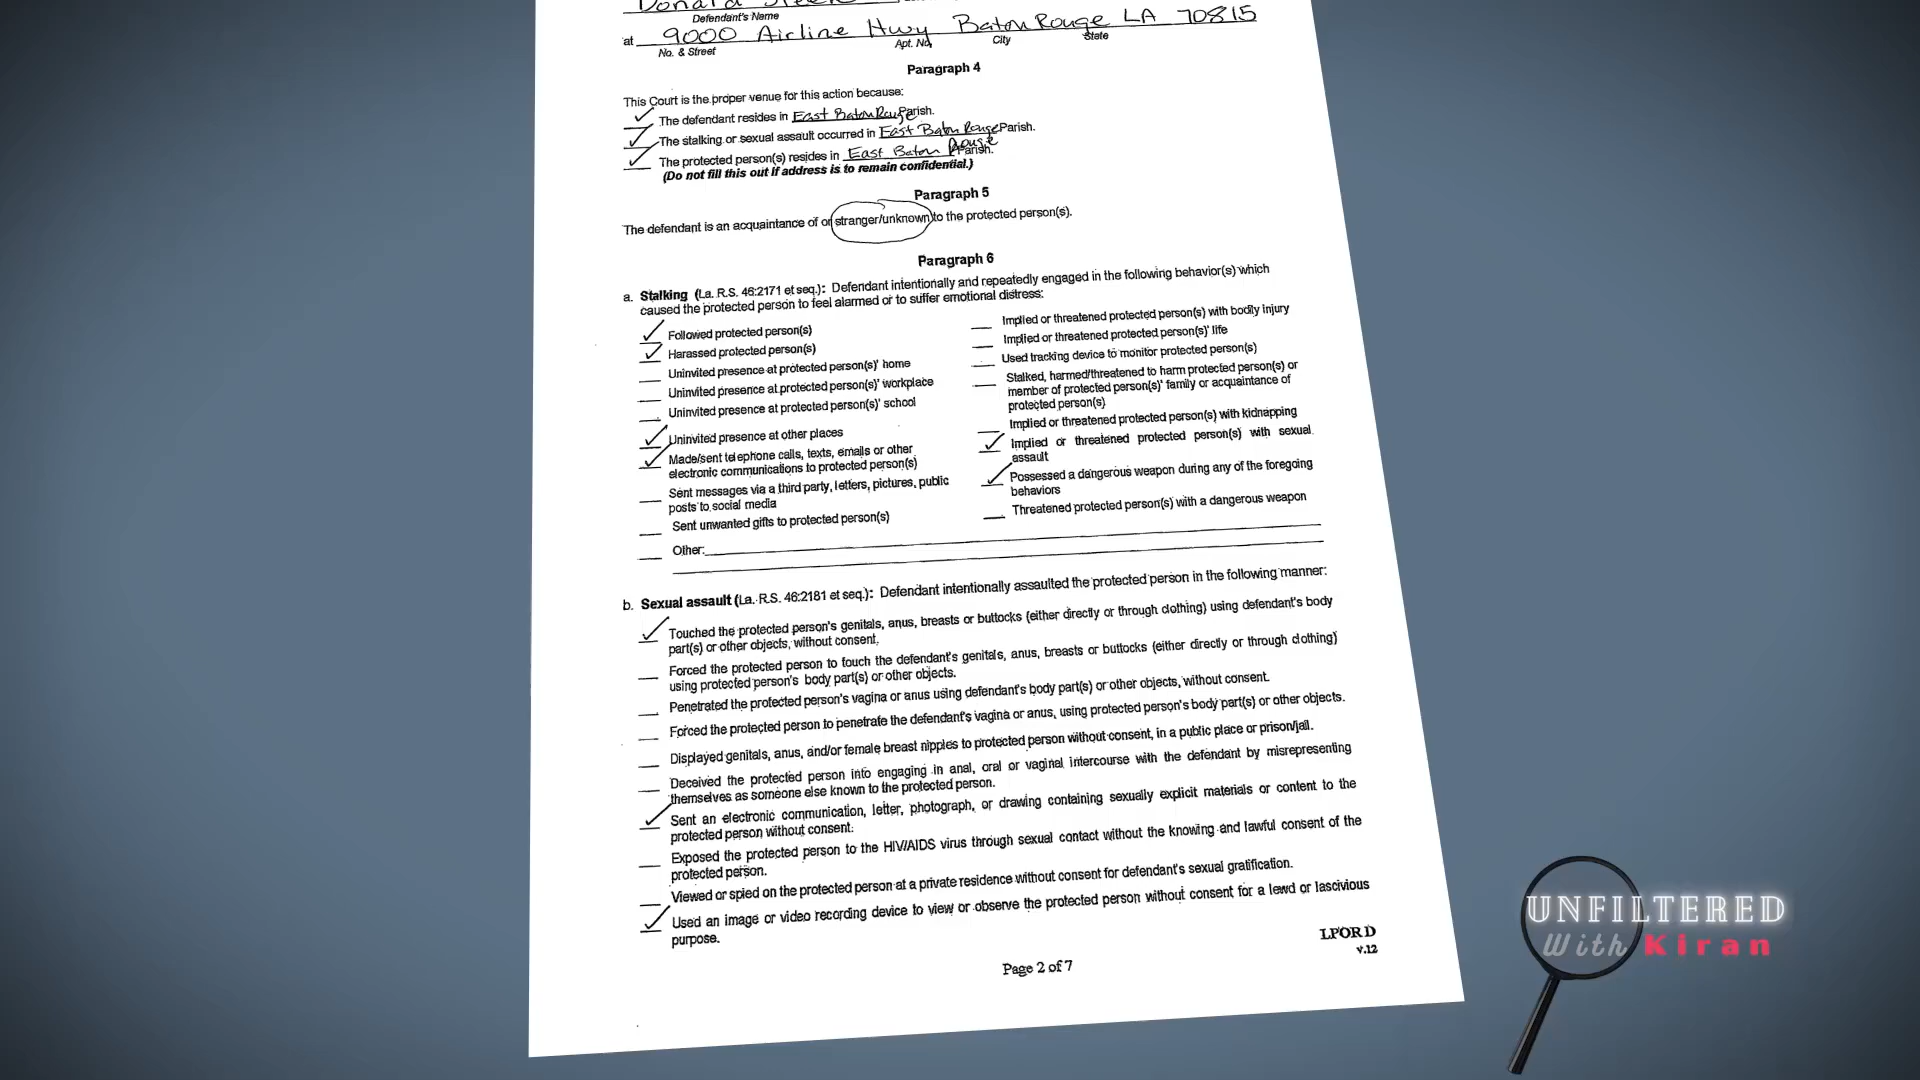 Donald
Defendant's Name
at 9000 Airline Hwy Baton Rouge LA 70815
No. & Street Apt. No. City State
Paragraph 4
This Court is the proper venue for this action because:
The defendant resides in East Baton Rouge Parish.
The stalking or sexual assault occurred in East Baton Rouge Parish.
The protected person(s) resides in East Baton Rouge Parish.
(Do not fill this out if address is to remain confidential.)
Paragraph 5
The defendant is an acquaintance of or stranger/unknown to the protected person(s).
Paragraph 6
a. Stalking (La. R.S. 46:2171 et seq.): Defendant intentionally and repeatedly engaged in the following behavior(s) which
caused the protected person to feel alarmed or to suffer emotional distress:
Followed protected person(s)
Harassed protected person(s)
Uninvited presence at protected person(s)' home
Uninvited presence at protected person(s)' workplace
Uninvited presence at protected person(s)' school
Uninvited presence at other places
Made/sent telephone calls, texts, emails or other
electronic communications to protected person(s)
Sent messages via a third party, letters, pictures, public
posts to social media
Sent unwanted gifts to protected person(s)
Other:
Implied or threatened protected person(s) with bodily injury
Implied or threatened protected person(s)' life
Used tracking device to monitor protected person(s)
Stalked, harmed/threatened to harm protected person(s) or
member of protected person(s)' family or acquaintance of
protected person(s)
Implied or threatened protected person(s) with kidnapping
Implied or threatened protected person(s) with sexual
assault
Possessed a dangerous weapon during any of the foregoing
behaviors
Threatened protected person(s) with a dangerous weapon
b. Sexual assault (La. R.S. 46:2181 et seq.): Defendant intentionally assaulted the protected person in the following manner:
Touched the protected person's genitals, anus, breasts or buttocks (either directly or through clothing) using defendant's body
part(s) or other objects, without consent.
Forced the protected person to touch the defendant's genitals, anus, breasts or buttocks (either directly or through clothing)
using protected person's body part(s) or other objects.
Penetrated the protected person's vagina or anus using defendant's body part(s) or other objects, without consent.
Forced the protected person to penetrate the defendant's vagina or anus, using protected person's body part(s) or other objects.
Displayed genitals, anus, and/or female breast nipples to protected person without consent, in a public place or prison/jail.
Deceived the protected person into engaging in anal, oral or vaginal intercourse with the defendant by misrepresenting
themselves as someone else known to the protected person.
Sent an electronic communication, letter, photograph, or drawing containing sexually explicit materials or content to the
protected person without consent.
Exposed the protected person to the HIV/AIDS virus through sexual contact without the knowing and lawful consent of the
protected person.
Viewed or spied on the protected person at a private residence without consent for defendant's sexual gratification.
Used an image or video recording device to view or observe the protected person without consent for a lewd or lascivious
purpose.
LPOR D
v.12
Page 2 of 7
UNFILTERED
With Kiran